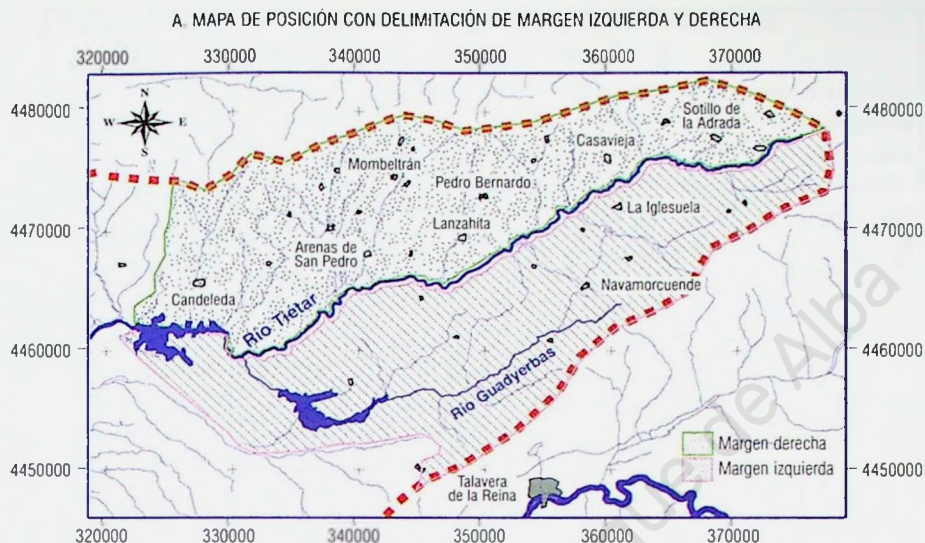 A. MAPA DE POSICIÓN CON DELIMITACIÓN DE MARGEN IZQUIERDA Y DERECHA
320000 330000 340000 350000 360000 370000
4480000
4480000
N
W E
S
Sotillo de
la Adrada
Casavieja
Mombeltrán
Pedro Bernardo
La Iglesuela
4470000
4470000
Lanzahita
Arenas de
San Pedro
Navamorcuende
Candeleda
Río Tietar
4460000
4460000
Río Guadyerbas
Margen derecha
Margen izquierda
4450000
4450000
Talavera
de la Reina
320000 330000 340000 350000 360000 370000
de Alba